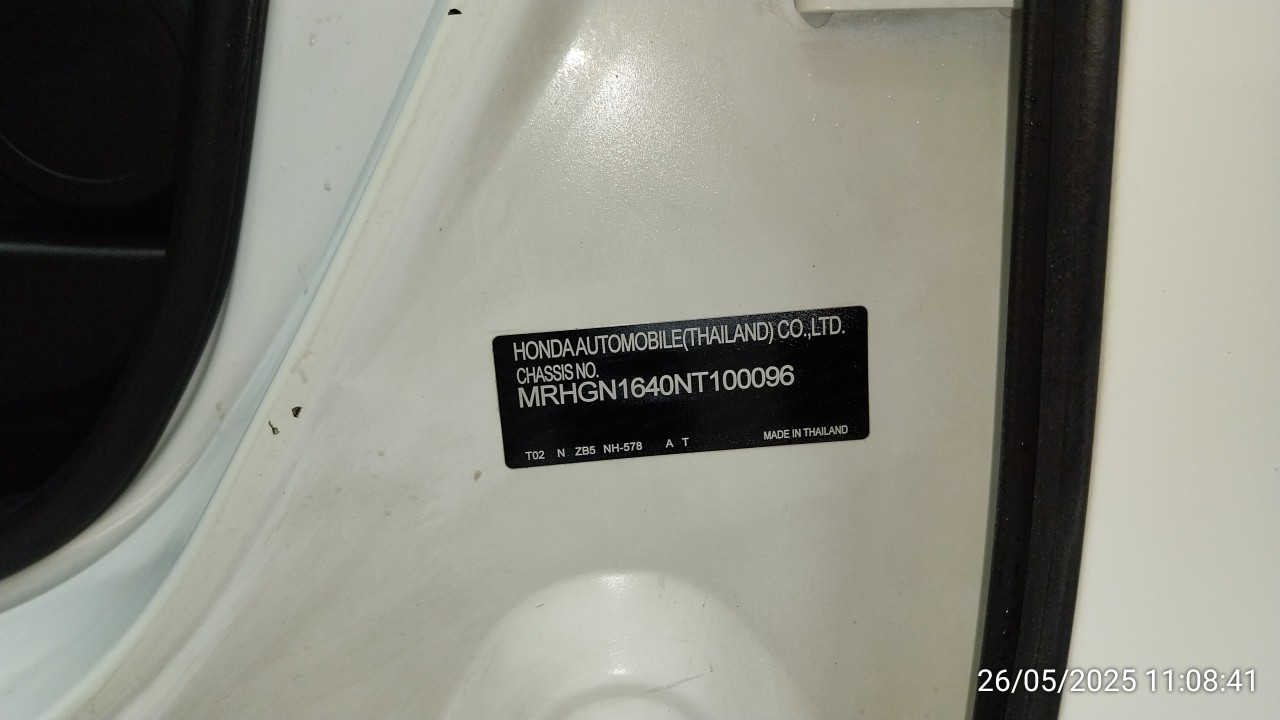 HONDA AUTOMOBILE(THAILAND) CO.,LTD.
CHASSIS NO.
MRHGN1640NT100096
T02 N ZB5 NH-578 A T MADE IN THAILAND
26/05/2025 11:08:41